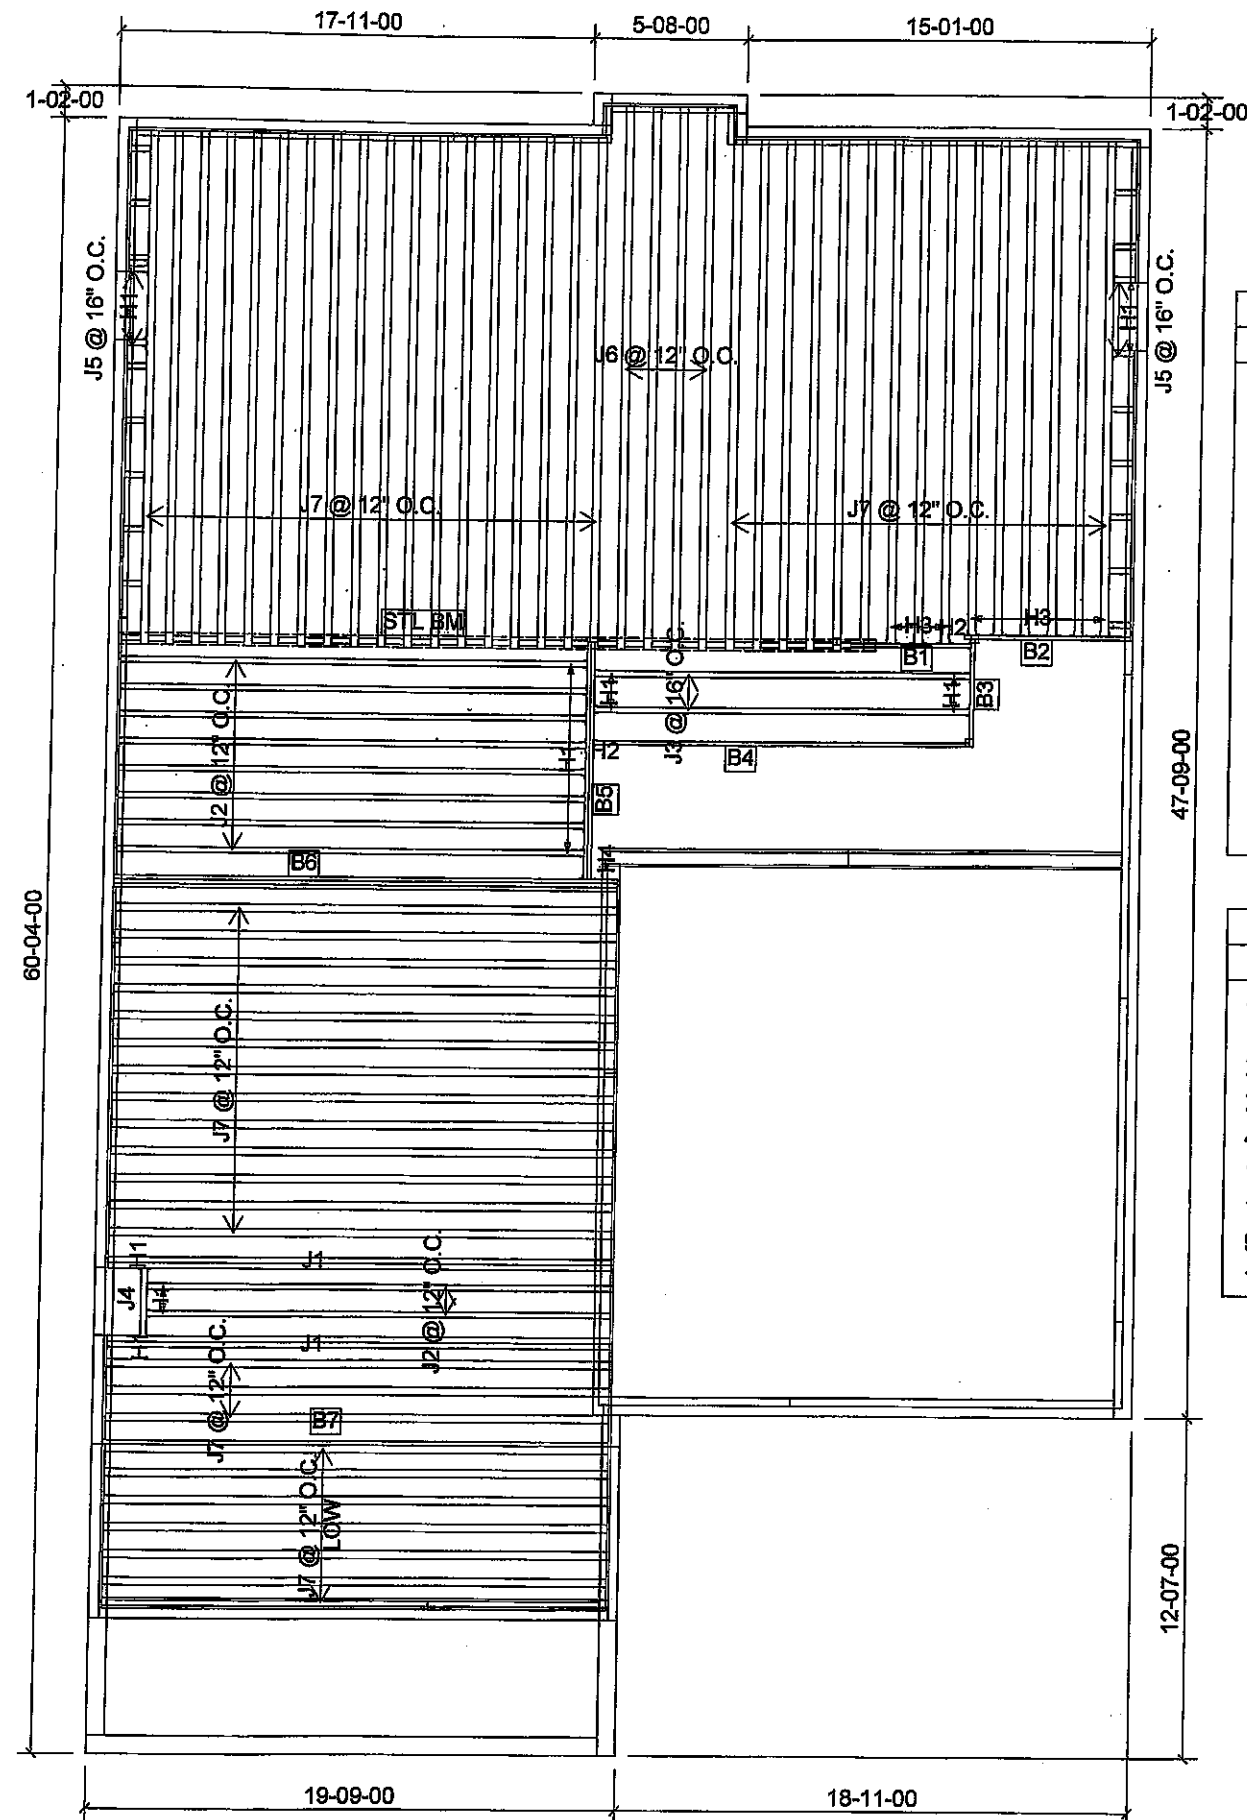 17-11-00
5-08-00
15-01-00
1-02-00
1-02-00
J5 @ 16" O.C.
H1
H1
J5 @ 16" O.C.
J6 @ 12" O.C.
J7 @ 12" O.C.
J7 @ 12" O.C.
STL BM
H3
H2
H3
B1
B2
J2 @ 12" O.C.
H1
H1
J3 @ 16" O.C.
H1
B3
H2
B4
B5
47-09-00
B6
H4
60-04-00
J7 @ 12" O.C.
H1
J1
J4
H4
J2 @ 12" O.C.
J1
J7 @ 12" O.C.
B7
J7 @ 12" O.C.
LOW
12-07-00
19-09-00
18-11-00